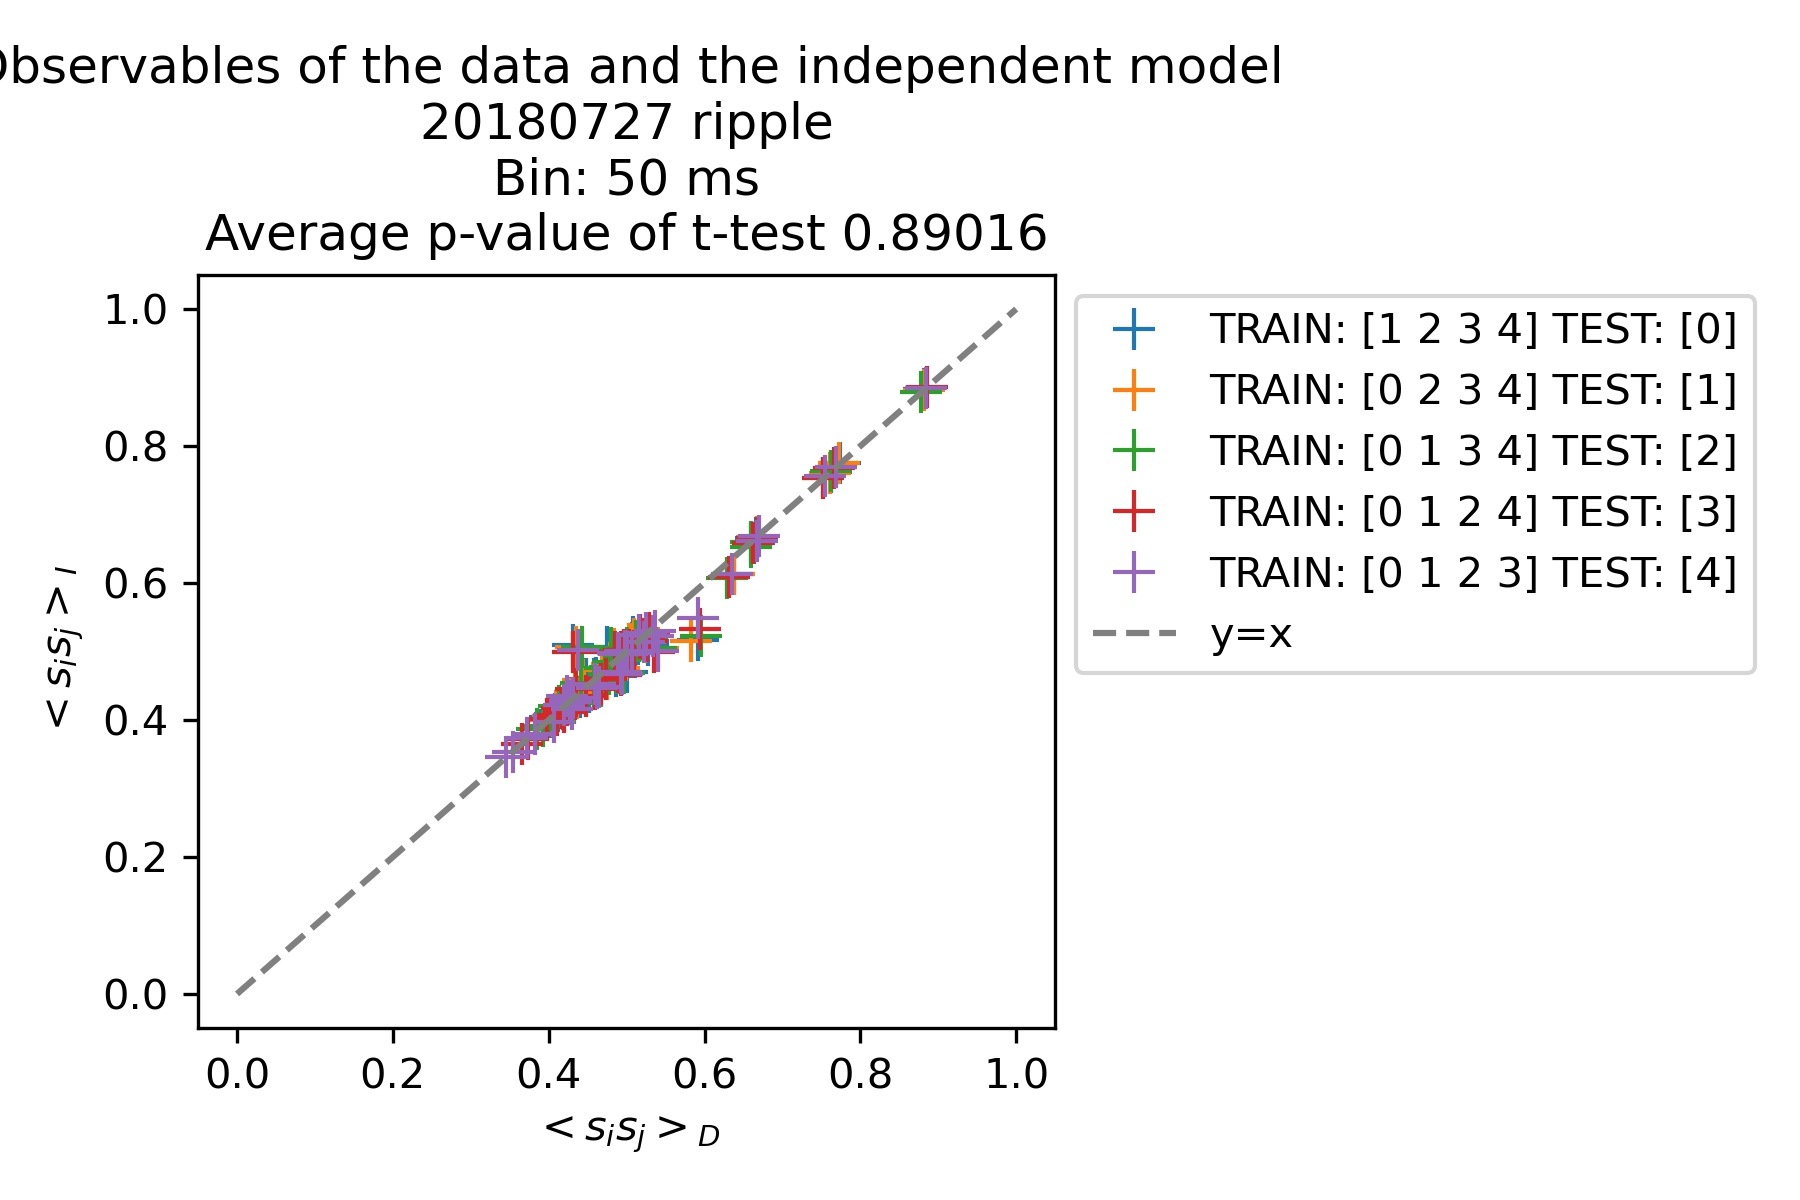 bservables of the data and the independent model
20180727 ripple
Bin: 50 ms
Average p-value of t-test 0.89016
1.0
0.8
0.6
0.4
0.2
0.0
< s_i s_j >_I
0.0 0.2 0.4 0.6 0.8 1.0
< s_i s_j >_D
TRAIN: [1 2 3 4] TEST: [0]
TRAIN: [0 2 3 4] TEST: [1]
TRAIN: [0 1 3 4] TEST: [2]
TRAIN: [0 1 2 4] TEST: [3]
TRAIN: [0 1 2 3] TEST: [4]
y=x